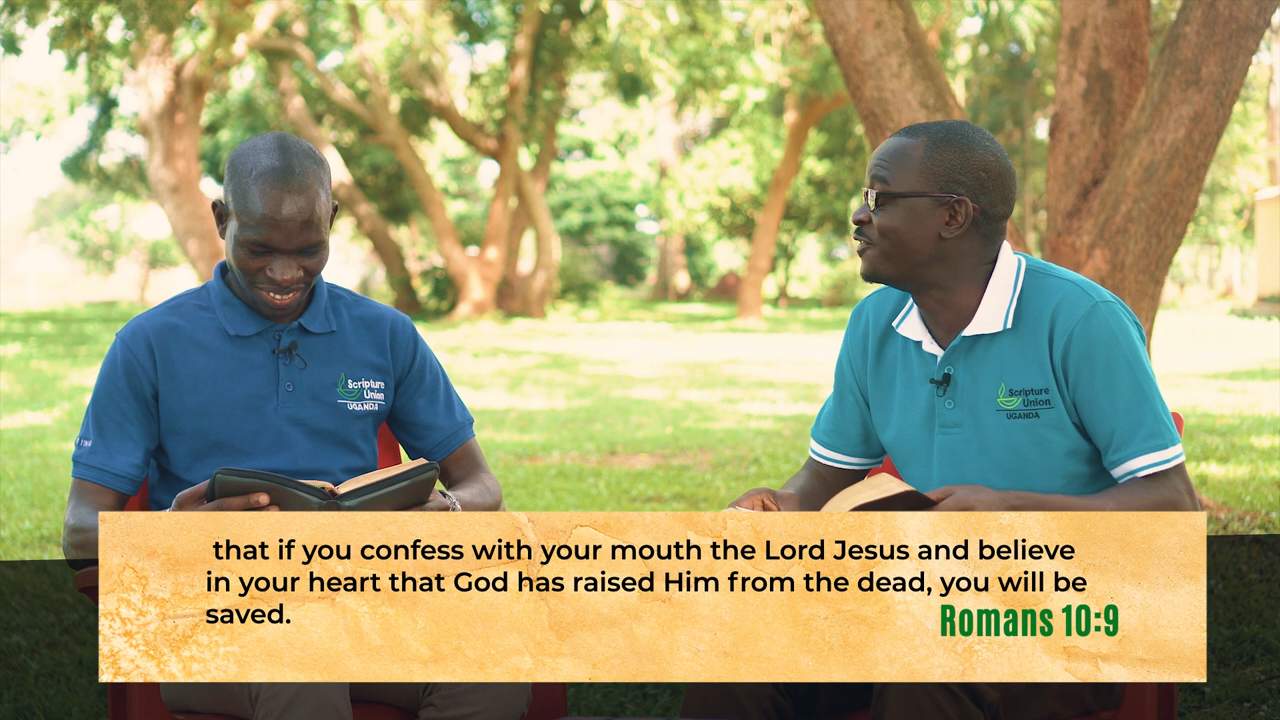 Scripture
Union
UGANDA
Scripture
Union
UGANDA
that if you confess with your mouth the Lord Jesus and believe
in your heart that God has raised Him from the dead, you will be
saved.
Romans 10:9